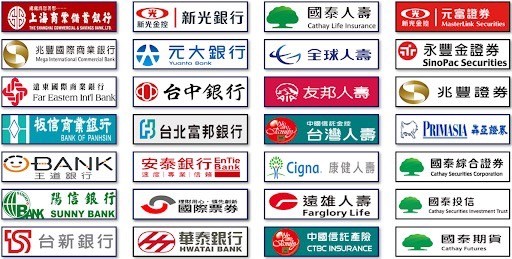 上海商業儲蓄銀行
THE SHANGHAI COMMERCIAL & SAVINGS BANK, LTD.
新光金控 新光銀行
國泰人壽
Cathay Life Insurance
新光金控 元富證券
MasterLink Securities
兆豐國際商業銀行
Mega International Commercial Bank
元大銀行
Yuanta Bank
全球人壽
永豐金證券
SinoPac Securities
遠東國際商業銀行
Far Eastern Int'l Bank
台中銀行
AIA 友邦人壽
兆豐證券
板信商業銀行
BANK OF PANHSIN
台北富邦銀行
中國信託金控
台灣人壽
PRIMASIA 犇亞證券
O-BANK
王道銀行
安泰銀行 EnTie Bank
Cigna. 康健人壽
國泰綜合證券
Cathay Securities Corporation
陽信銀行
SUNNY BANK
國際票券
遠雄人壽
Farglory Life
國泰投信
Cathay Securities Investment Trust
台新銀行
華泰銀行
HWATAI BANK
中國信託產險
CTBC INSURANCE
國泰期貨
Cathay Futures